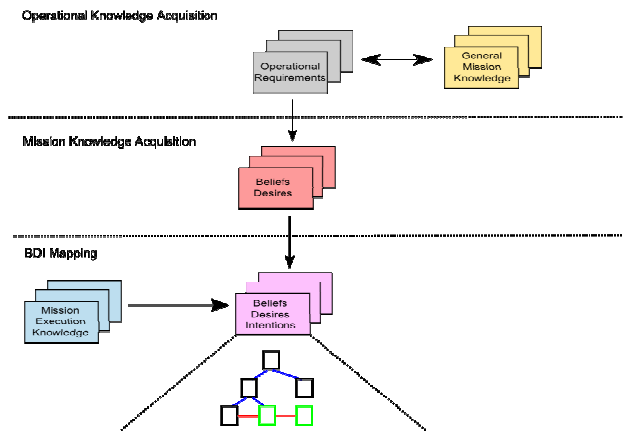 Operational Knowledge Acquisition
Operational
Requirements
General
Mission
Knowledge
Mission Knowledge Acquisition
Beliefs
Desires
BDI Mapping
Mission
Execution
Knowledge
Beliefs
Desires
Intentions